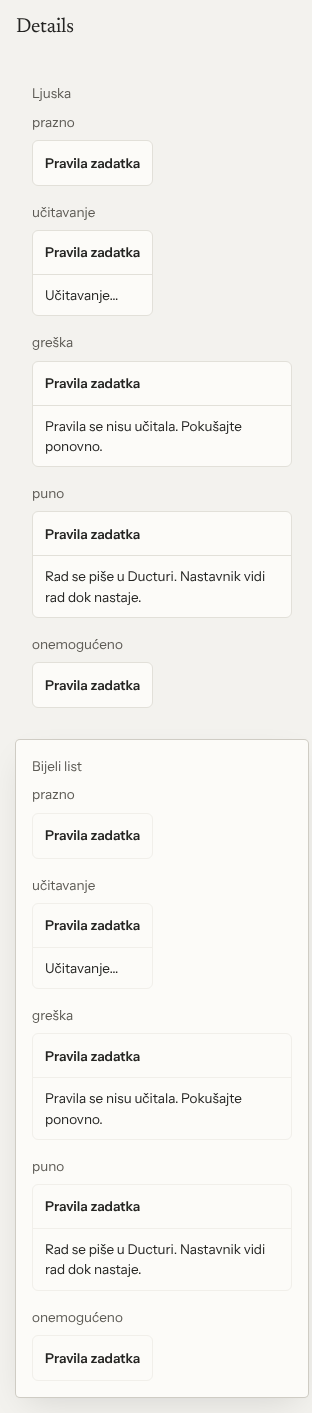 Details
Ljuska
prazno
Pravila zadatka
učitavanje
Pravila zadatka
Učitavanje…
greška
Pravila zadatka
Pravila se nisu učitala. Pokušajte
ponovno.
puno
Pravila zadatka
Rad se piše u Ducturi. Nastavnik vidi
rad dok nastaje.
onemogućeno
Pravila zadatka
Bijeli list
prazno
Pravila zadatka
učitavanje
Pravila zadatka
Učitavanje…
greška
Pravila zadatka
Pravila se nisu učitala. Pokušajte
ponovno.
puno
Pravila zadatka
Rad se piše u Ducturi. Nastavnik vidi
rad dok nastaje.
onemogućeno
Pravila zadatka